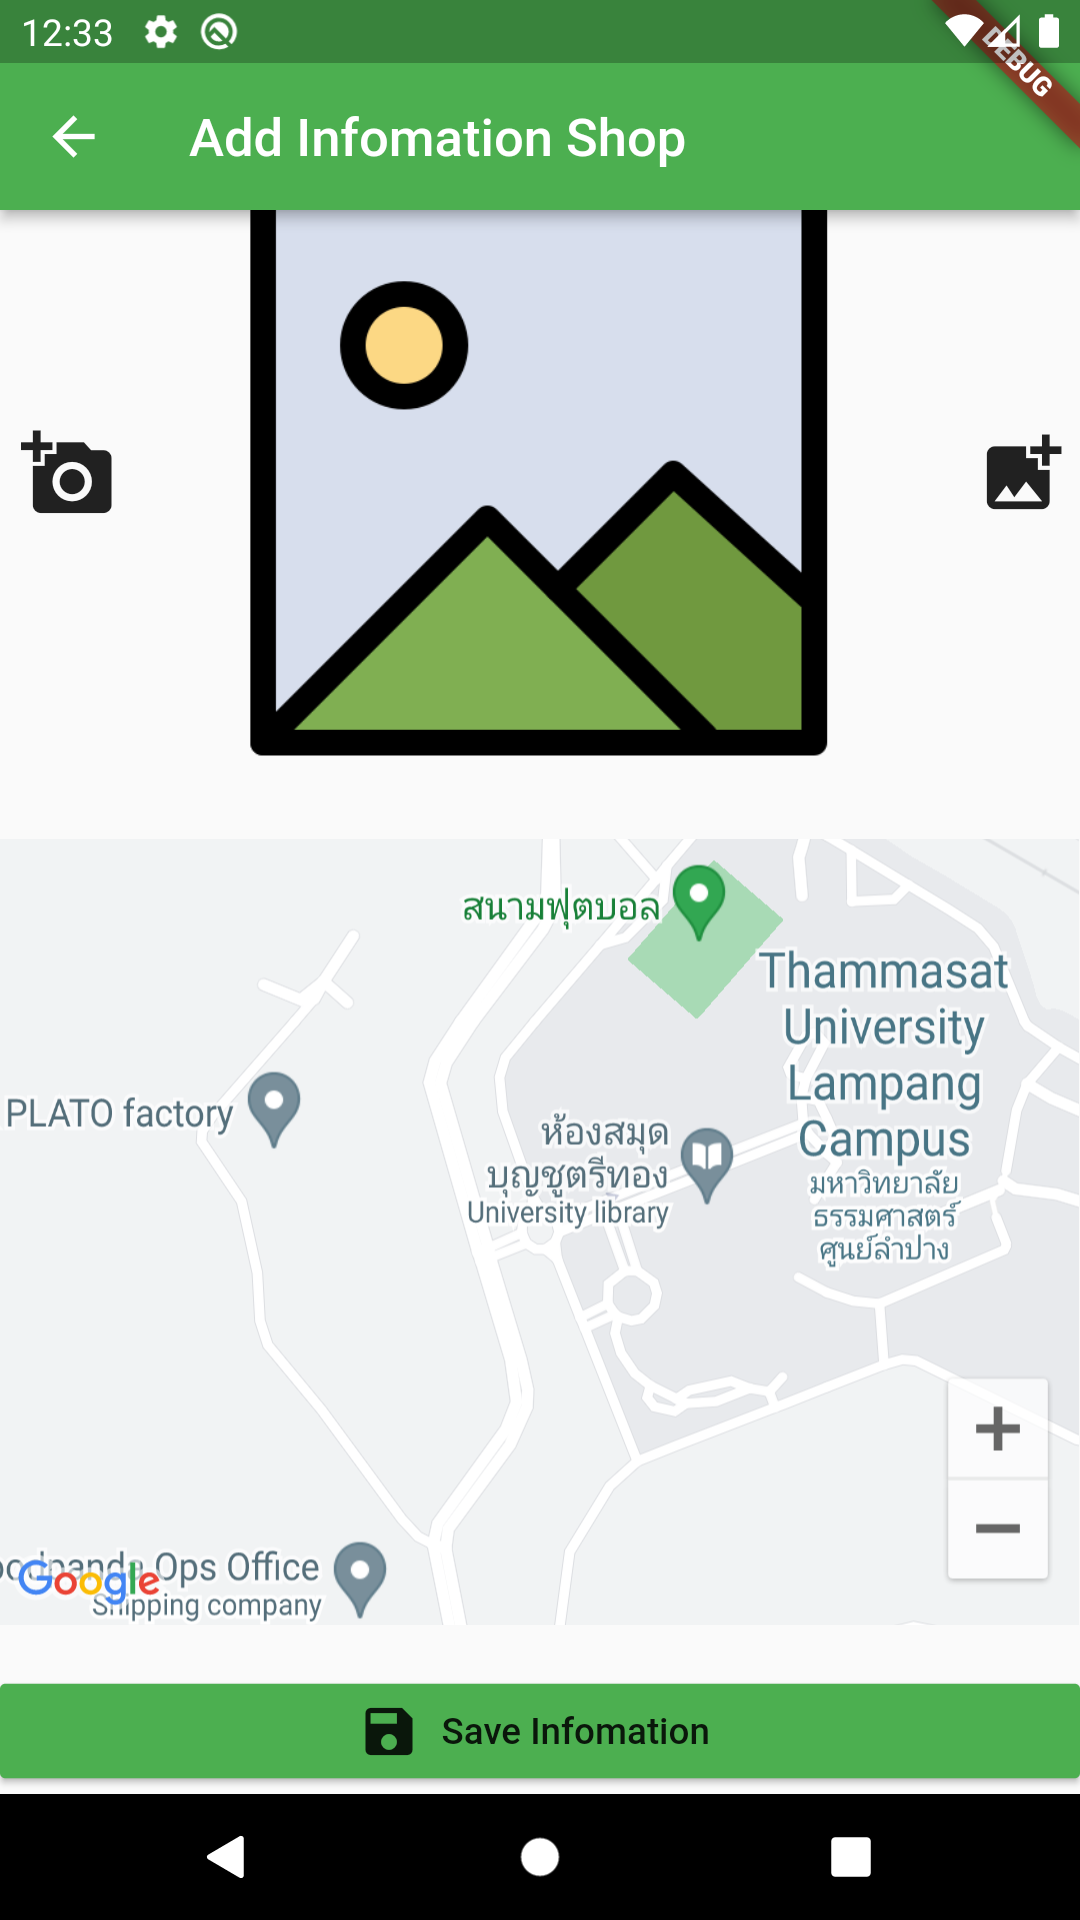 12:33
DEBUG
Add Infomation Shop
สนามฟุตบอล
Thammasat
University
Lampang
Campus
มหาวิทยาลัย
ธรรมศาสตร์
ศูนย์ลำปาง
PLATO factory
ห้องสมุด
บุญชูตรีทอง
University library
Ops Office
Google
Shipping company
Save Infomation